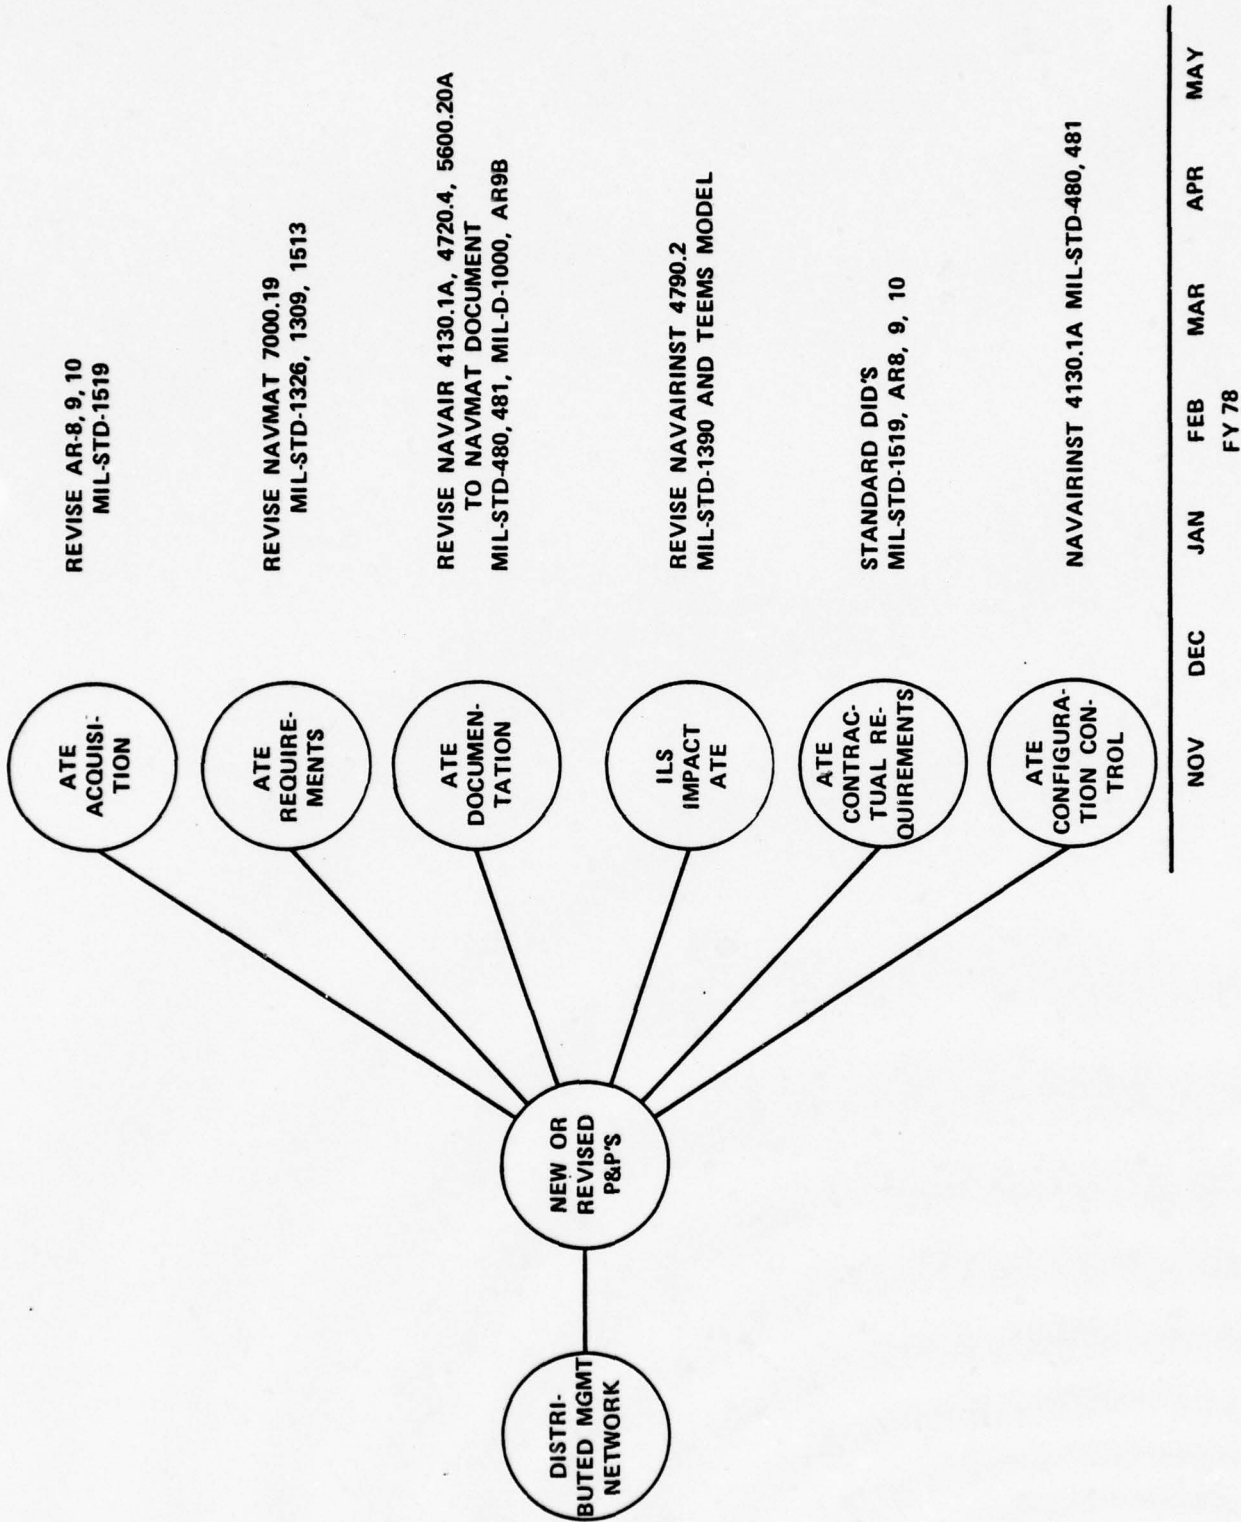 DISTRI-
BUTED MGMT
NETWORK
NEW OR
REVISED
P&P'S
ATE
ACQUISI-
TION
REVISE AR-8, 9, 10
MIL-STD-1519
ATE
REQUIRE-
MENTS
REVISE NAVMAT 7000.19
MIL-STD-1326, 1309, 1513
ATE
DOCUMEN-
TATION
REVISE NAVAIR 4130.1A, 4720.4, 5600.20A
TO NAVMAT DOCUMENT
MIL-STD-480, 481, MIL-D-1000, AR9B
ILS
IMPACT
ATE
REVISE NAVAIRINST 4790.2
MIL-STD-1390 AND TEEMS MODEL
ATE
CONTRAC-
TUAL RE-
QUIREMENTS
STANDARD DID'S
MIL-STD-1519, AR8, 9, 10
ATE
CONFIGURA-
TION CON-
TROL
NAVAIRINST 4130.1A MIL-STD-480, 481
NOV DEC JAN FEB MAR APR MAY
FY 78